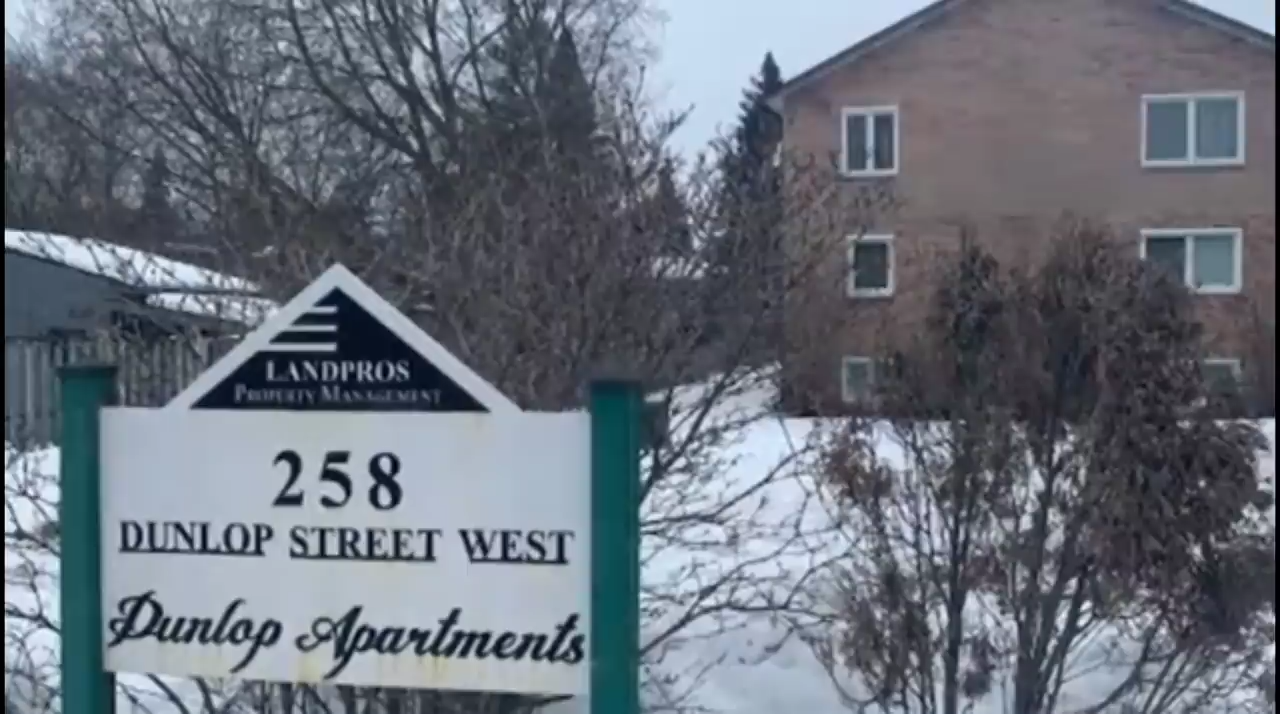 LANDPROS
PROPERTY MANAGEMENT
258
DUNLOP STREET WEST
Dunlop Apartments